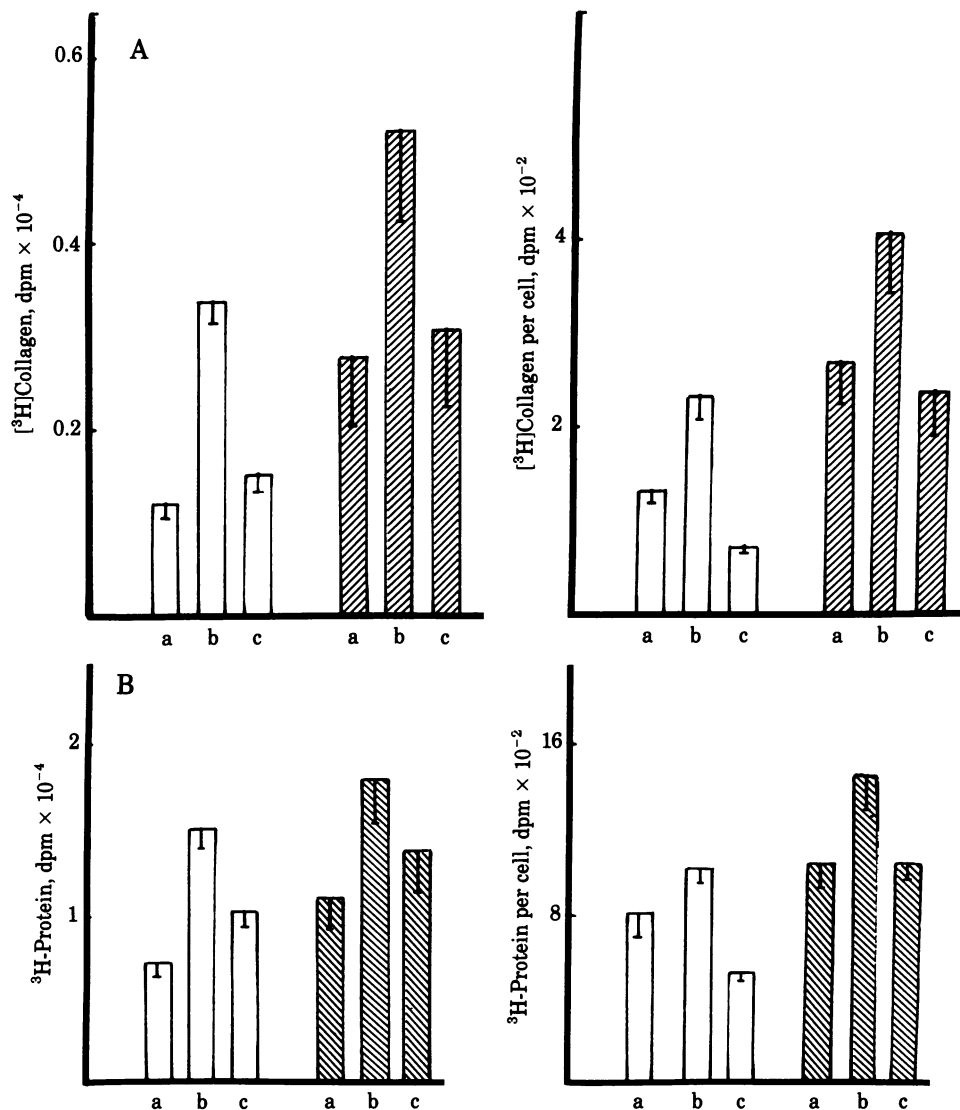 A
0.6
0.4
0.2
[³H]Collagen, dpm × 10⁻⁴
a b c a b c
4
2
[³H]Collagen per cell, dpm × 10⁻²
a b c a b c
B
2
1
³H-Protein, dpm × 10⁻⁴
a b c a b c
16
8
³H-Protein per cell, dpm × 10⁻²
a b c a b c